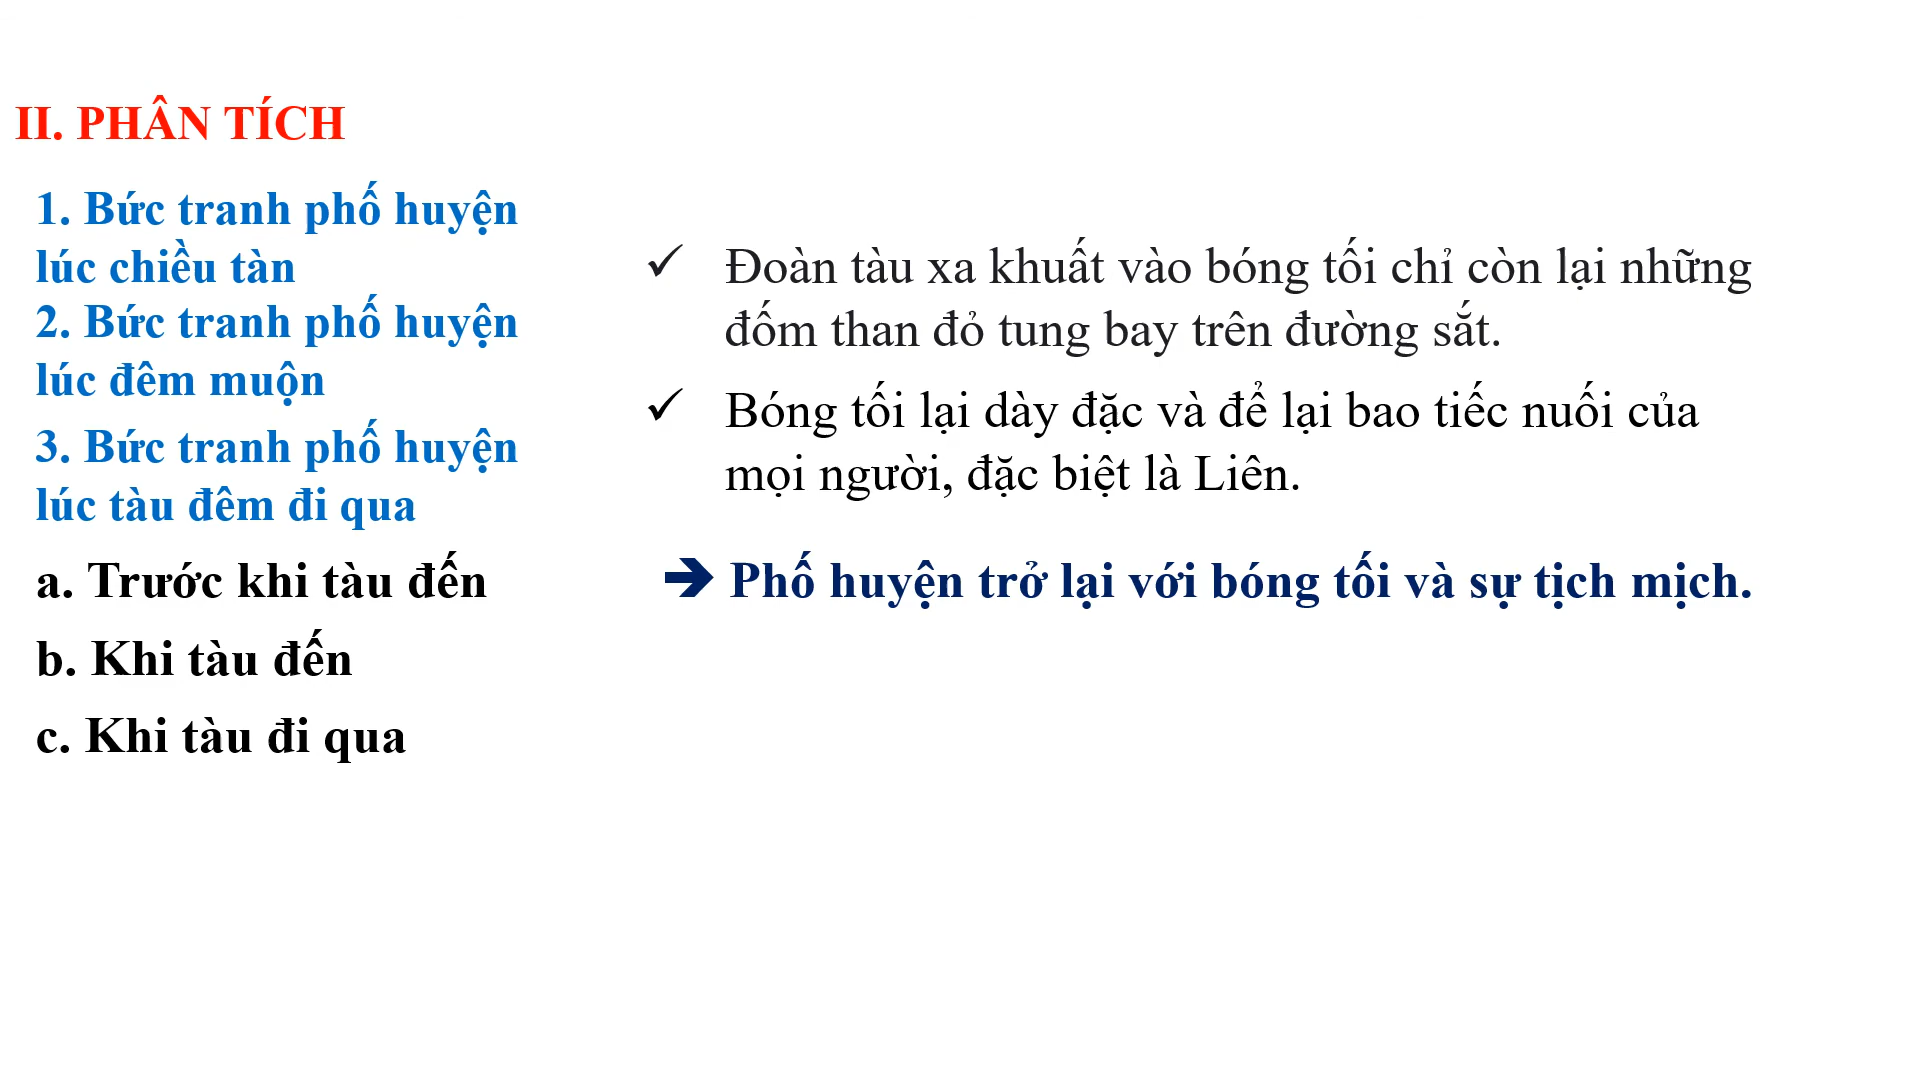 II. PHÂN TÍCH
1. Bức tranh phố huyện
lúc chiều tàn
2. Bức tranh phố huyện
lúc đêm muộn
3. Bức tranh phố huyện
lúc tàu đêm đi qua
a. Trước khi tàu đến
b. Khi tàu đến
c. Khi tàu đi qua
✓ Đoàn tàu xa khuất vào bóng tối chỉ còn lại những
đốm than đỏ tung bay trên đường sắt.
✓ Bóng tối lại dày đặc và để lại bao tiếc nuối của
mọi người, đặc biệt là Liên.
➔ Phố huyện trở lại với bóng tối và sự tịch mịch.